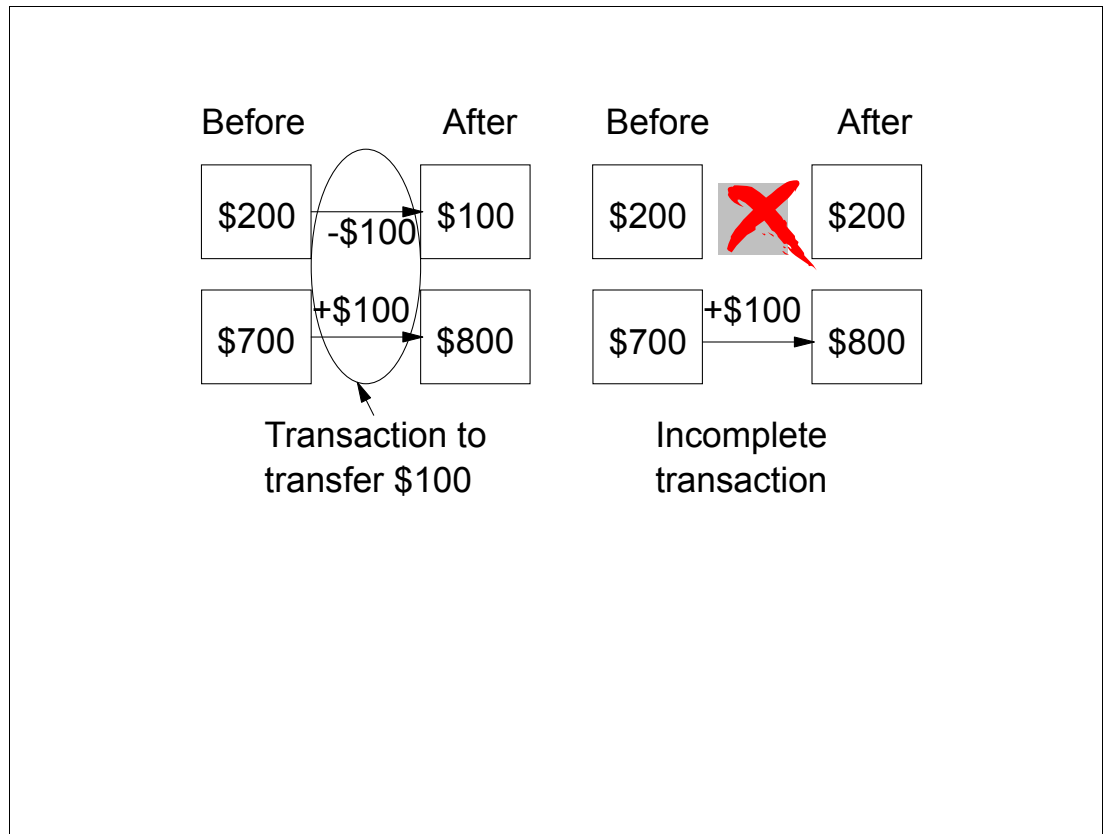 Before After Before After
$200 -$100 $100 $200 $200
$700 +$100 $800 $700 +$100 $800
Transaction to
transfer $100
Incomplete
transaction